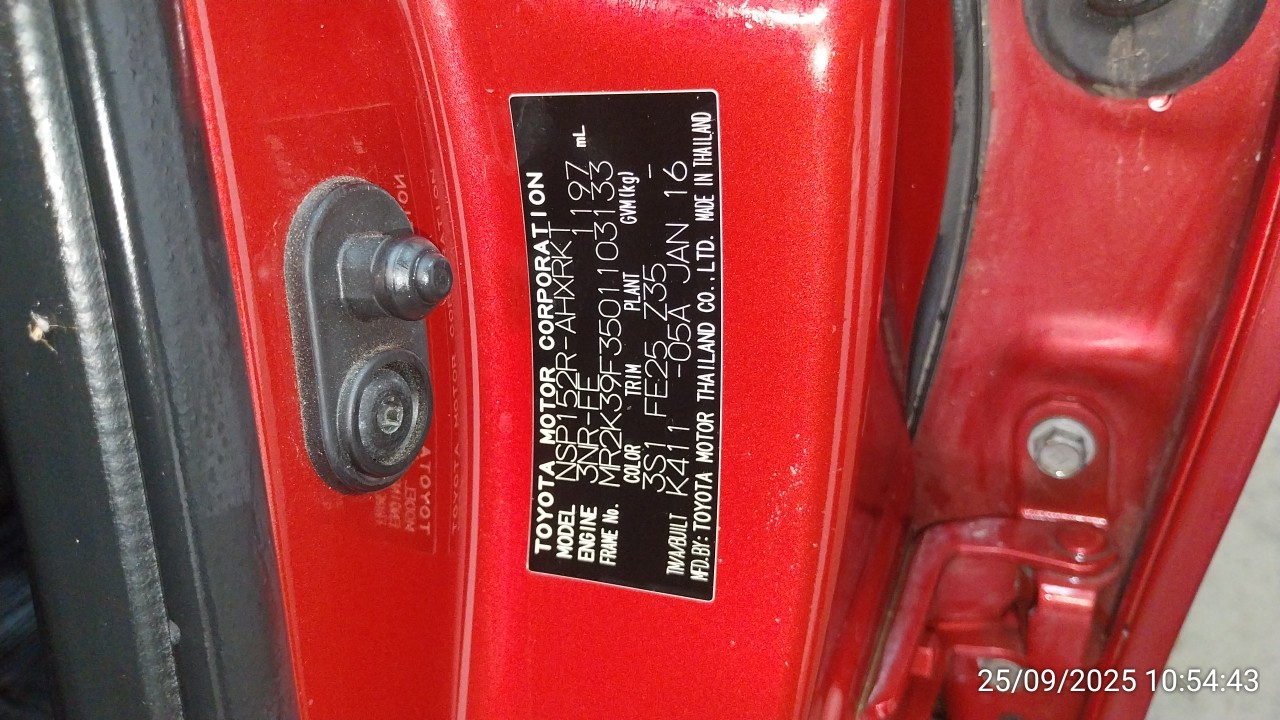 TOYOTA MOTOR CORPORATION
MODEL NSP152R-AHXRKT
ENGINE 3NR-FE 1197 mL
FRAME No. MR2K39F3501103133
COLOR TRIM PLANT GVM(kg)
3S1 FE25 Z35 -
TM/A/BUILT K411 -05A JAN 16
MFD.BY: TOYOTA MOTOR THAILAND CO.,LTD. MADE IN THAILAND
25/09/2025 10:54:43